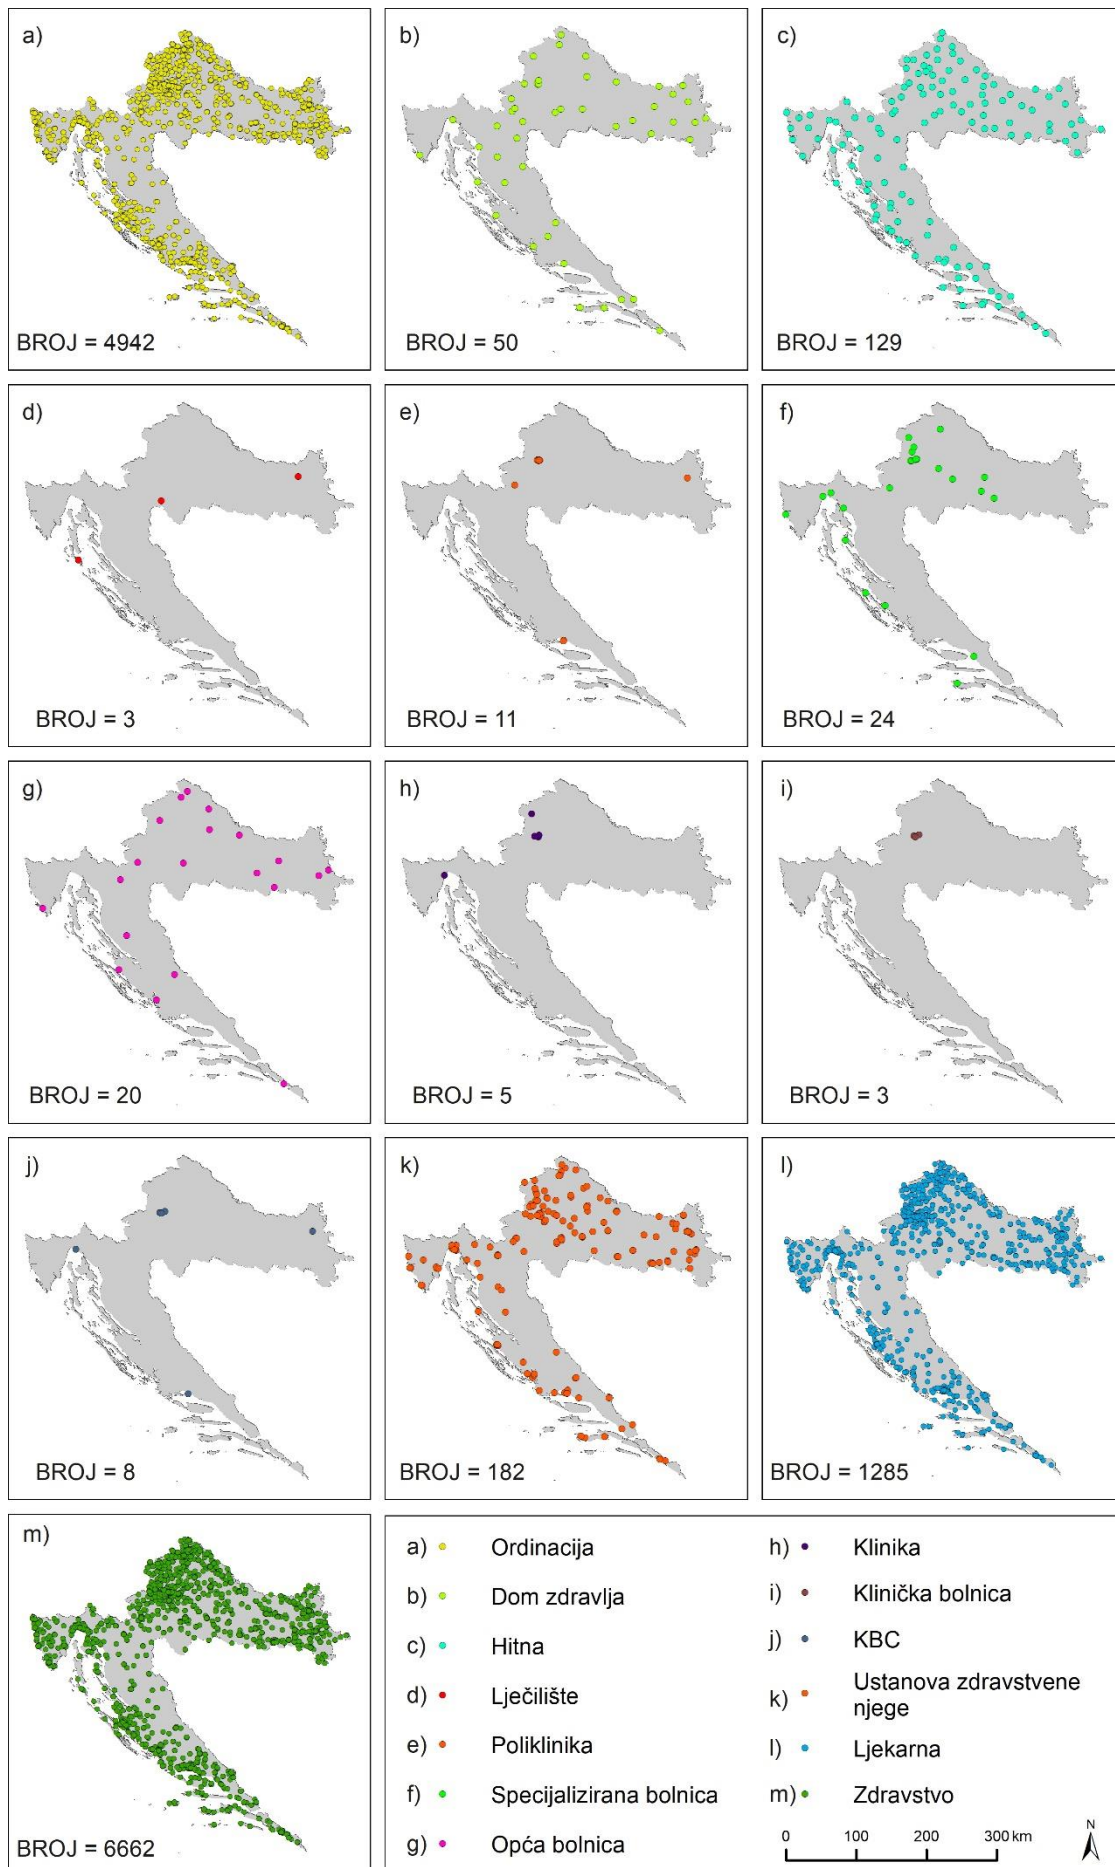 a)
BROJ = 4942
b)
BROJ = 50
c)
BROJ = 129
d)
BROJ = 3
e)
BROJ = 11
f)
BROJ = 24
g)
BROJ = 20
h)
BROJ = 5
i)
BROJ = 3
j)
BROJ = 8
k)
BROJ = 182
l)
BROJ = 1285
m)
BROJ = 6662
a) Ordinacija
b) Dom zdravlja
c) Hitna
d) Lječilište
e) Poliklinika
f) Specijalizirana bolnica
g) Opća bolnica
h) Klinika
i) Klinička bolnica
j) KBC
k) Ustanova zdravstvene
njege
l) Ljekarna
m) Zdravstvo
0 100 200 300 km
N